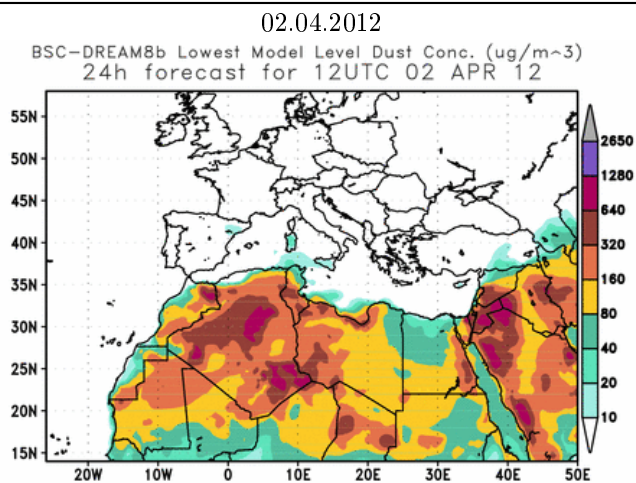 02.04.2012
BSC-DREAM8b Lowest Model Level Dust Conc. (ug/m^3)
24h forecast for 12UTC 02 APR 12
55N
50N
45N
40N
35N
30N
25N
20N
15N
20W
10W
0
10E
20E
30E
40E
50E
2650
1280
640
320
160
80
40
20
10